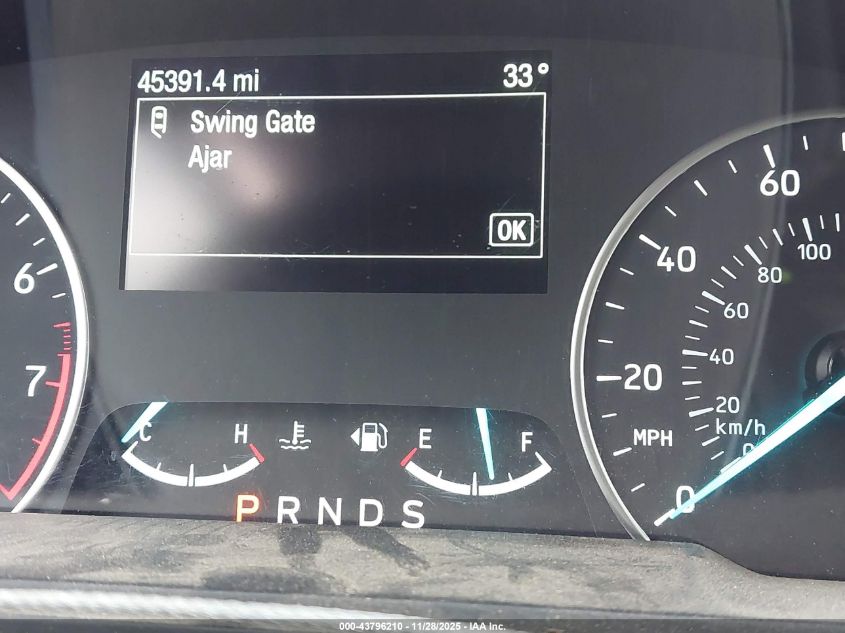 45391.4 mi 33°
Swing Gate
Ajar
OK
6
7
C H E F
P R N D S
60
40
20
0
MPH
100
80
60
40
20
km/h
0
000-43796210 - 11/28/2025 - IAA Inc.